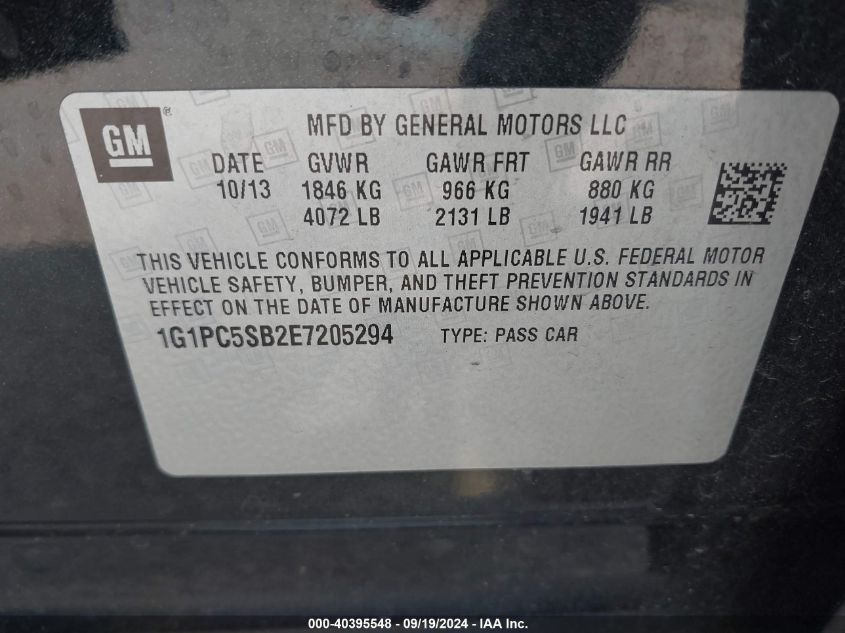 GM ® MFD BY GENERAL MOTORS LLC
DATE GVWR GAWR FRT GAWR RR
10/13 1846 KG 966 KG 880 KG
4072 LB 2131 LB 1941 LB
THIS VEHICLE CONFORMS TO ALL APPLICABLE U.S. FEDERAL MOTOR
VEHICLE SAFETY, BUMPER, AND THEFT PREVENTION STANDARDS IN
EFFECT ON THE DATE OF MANUFACTURE SHOWN ABOVE.
1G1PC5SB2E7205294 TYPE: PASS CAR
000-40395548 - 09/19/2024 - IAA Inc.